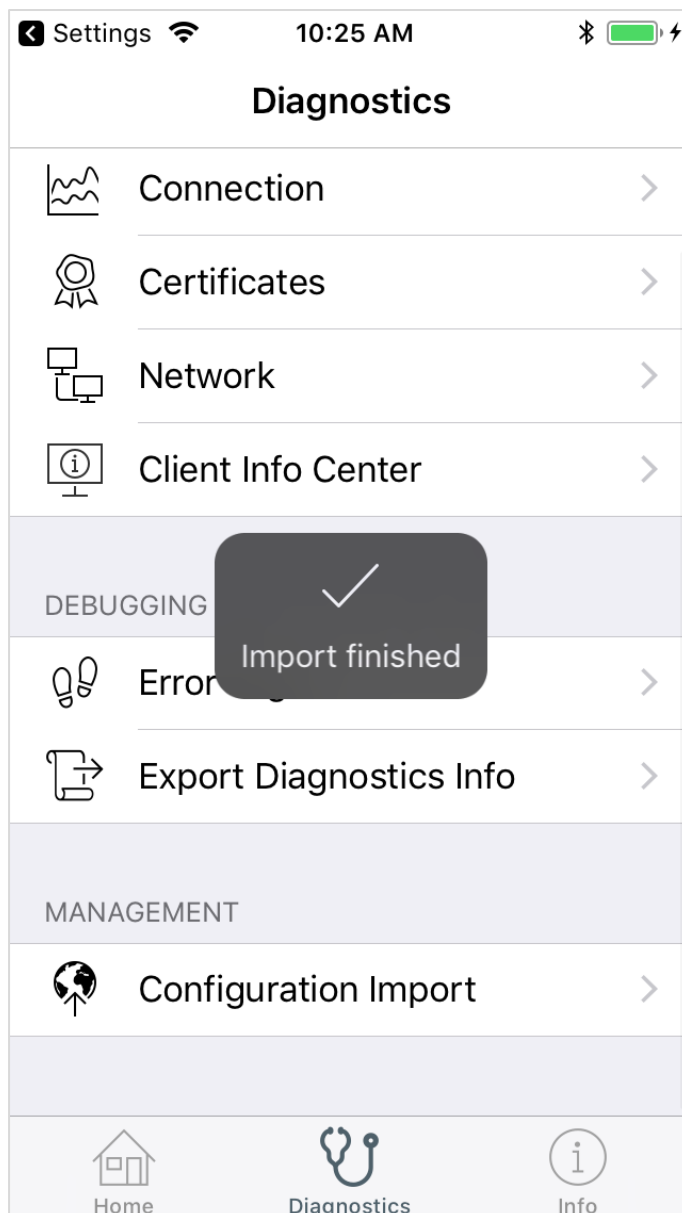 Settings 10:25 AM
Diagnostics
Connection
Certificates
Network
Client Info Center
DEBUGGING
Import finished
Error
Export Diagnostics Info
MANAGEMENT
Configuration Import
Home Diagnostics Info